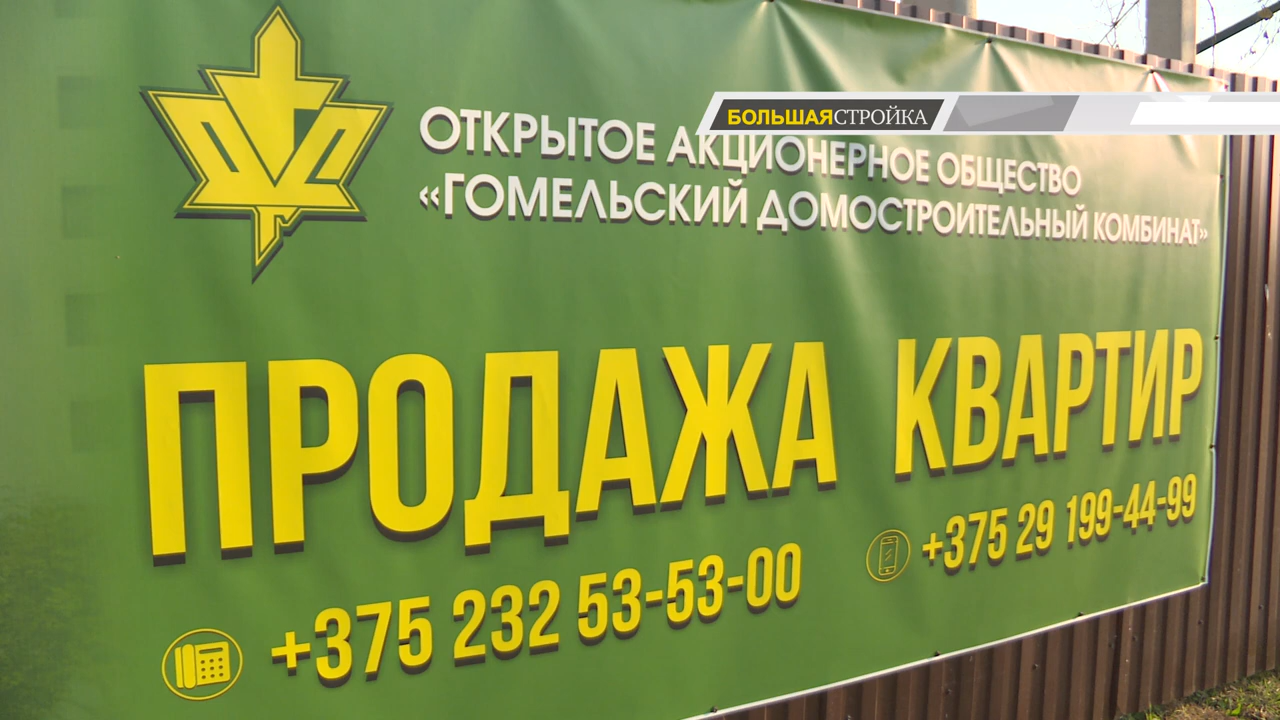 БОЛЬШАЯСТРОЙКА
ОТКРЫТОЕ АКЦИОНЕРНОЕ ОБЩЕСТВО
«ГОМЕЛЬСКИЙ ДОМОСТРОИТЕЛЬНЫЙ КОМБИНАТ»
ПРОДАЖА КВАРТИР
+375 232 53-53-00
+375 29 199-44-99